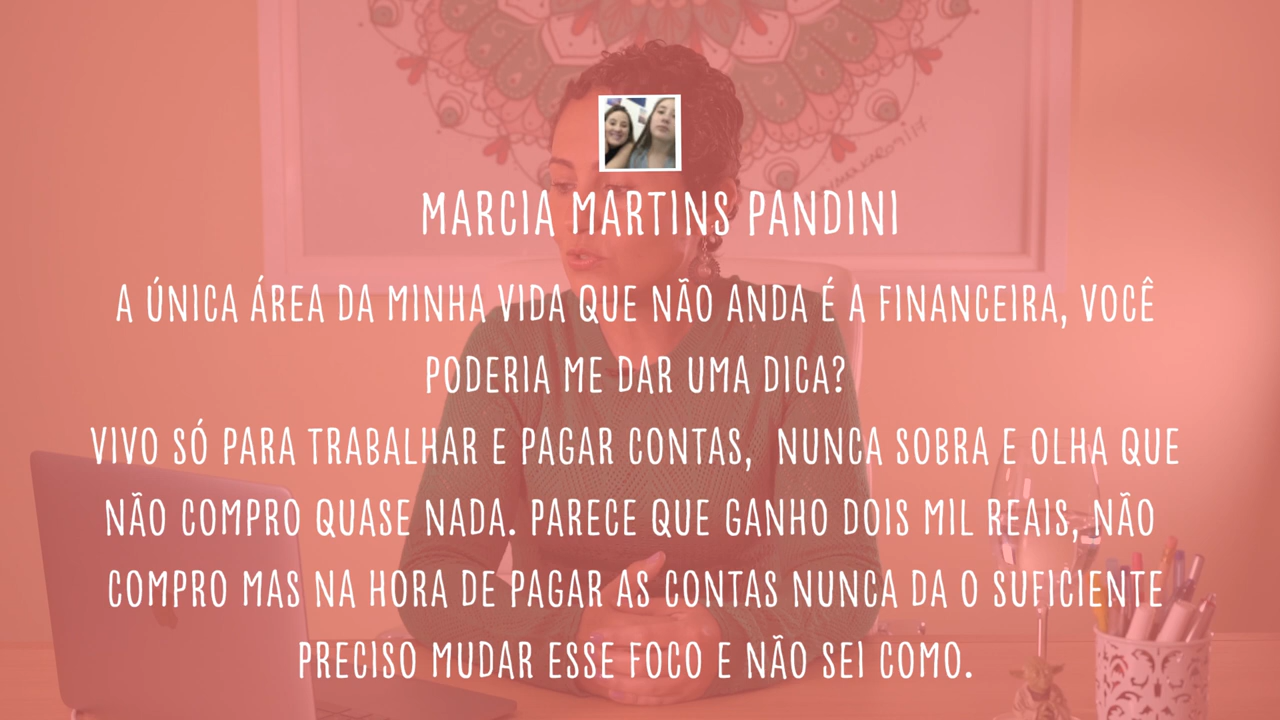 MARCIA MARTINS PANDINI
A ÚNICA ÁREA DA MINHA VIDA QUE NÃO ANDA É A FINANCEIRA, VOCÊ
PODERIA ME DAR UMA DICA?
VIVO SÓ PARA TRABALHAR E PAGAR CONTAS, NUNCA SOBRA E OLHA QUE
NÃO COMPRO QUASE NADA. PARECE QUE GANHO DOIS MIL REAIS, NÃO
COMPRO MAS NA HORA DE PAGAR AS CONTAS NUNCA DA O SUFICIENTE
PRECISO MUDAR ESSE FOCO E NÃO SEI COMO.